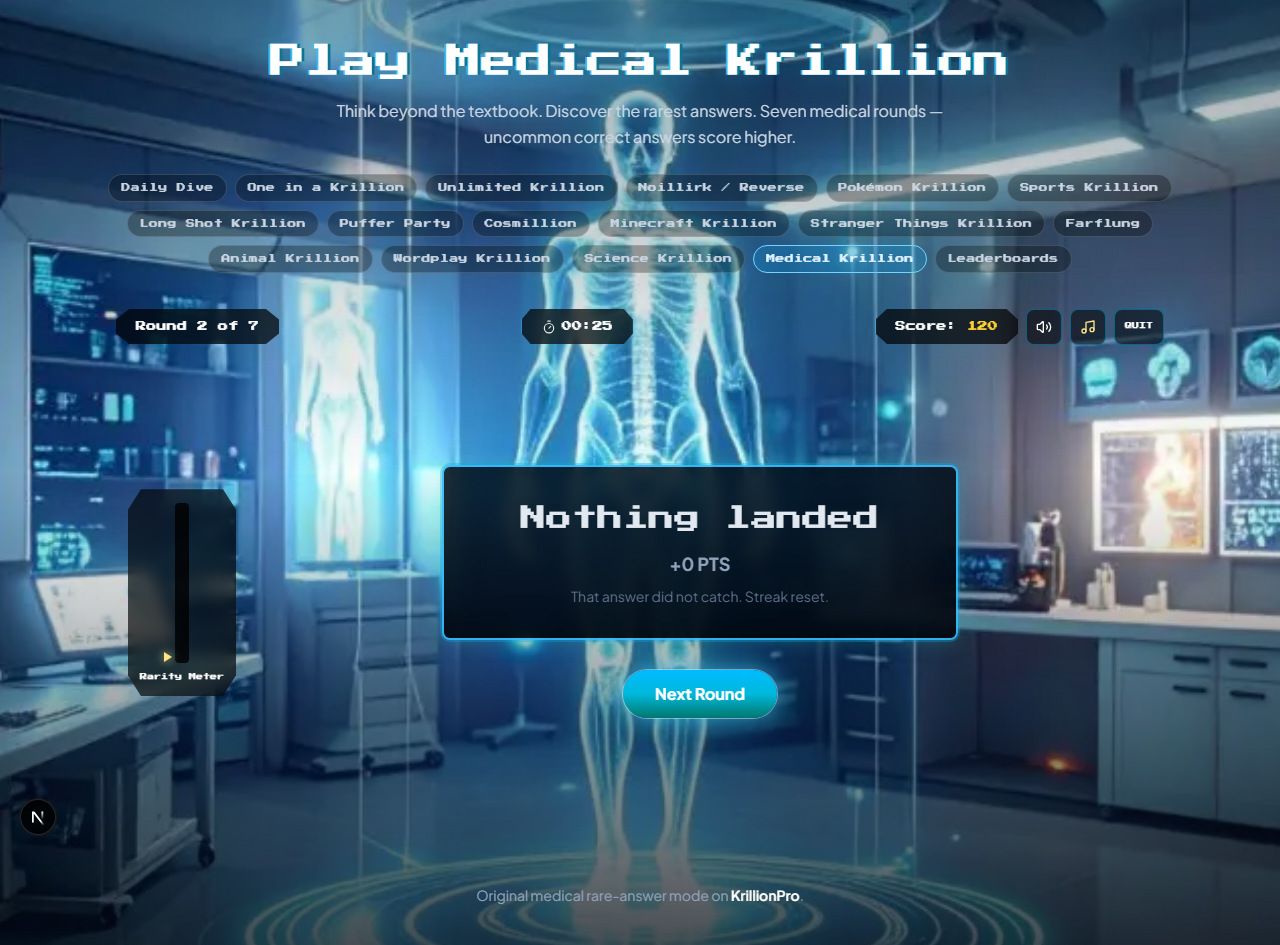 Play Medical Krillion
Think beyond the textbook. Discover the rarest answers. Seven medical rounds —
uncommon correct answers score higher.
Daily Dive
One in a Krillion
Unlimited Krillion
Noillirk / Reverse
Pokémon Krillion
Sports Krillion
Long Shot Krillion
Puffer Party
Cosmillion
Minecraft Krillion
Stranger Things Krillion
Farflung
Animal Krillion
Wordplay Krillion
Science Krillion
Medical Krillion
Leaderboards
Round 2 of 7
00:25
Score: 120
QUIT
Nothing landed
+0 PTS
That answer did not catch. Streak reset.
Rarity Meter
Next Round
N
Original medical rare-answer mode on KrillionPro.